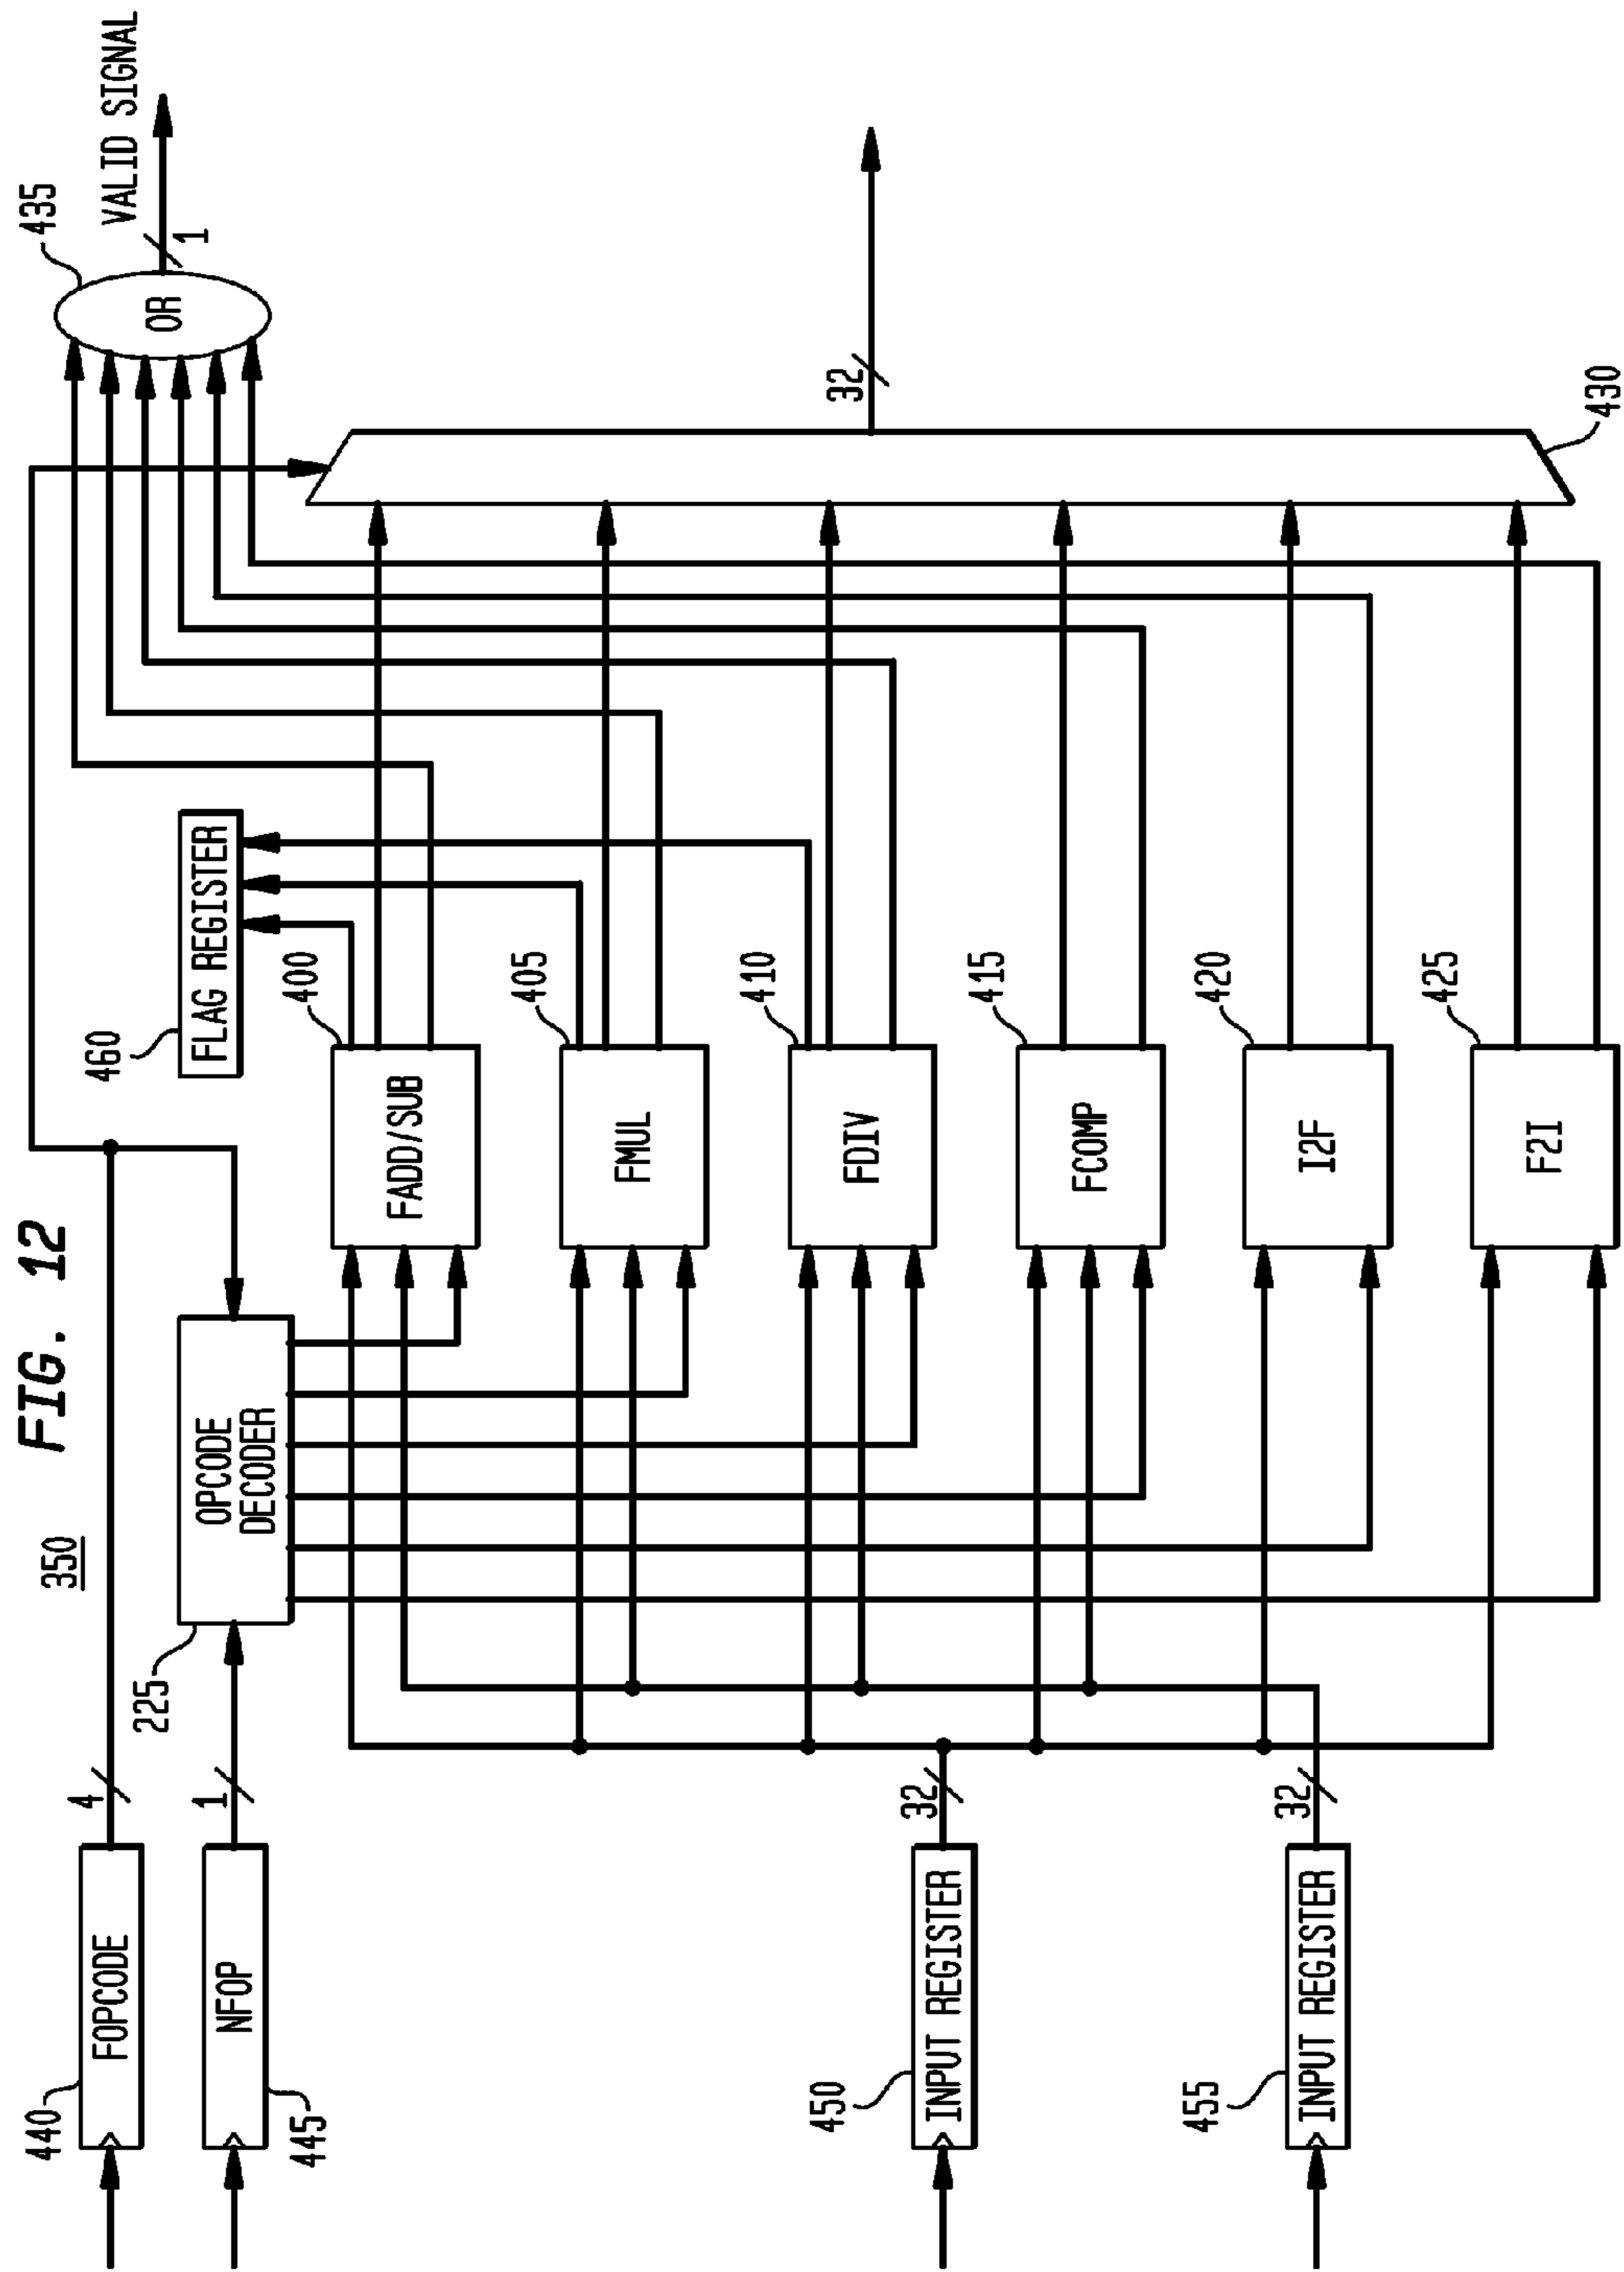 FIG. 12
350
440
FOPCODE
4
445
NFOP
1
225
OPCODE
DECODER
460
FLAG REGISTER
435
OR
1
VALID SIGNAL
400
FADD/SUB
405
FMUL
410
FDIV
415
FCOMP
420
I2F
425
F2I
450
INPUT REGISTER
32
455
INPUT REGISTER
32
32
430